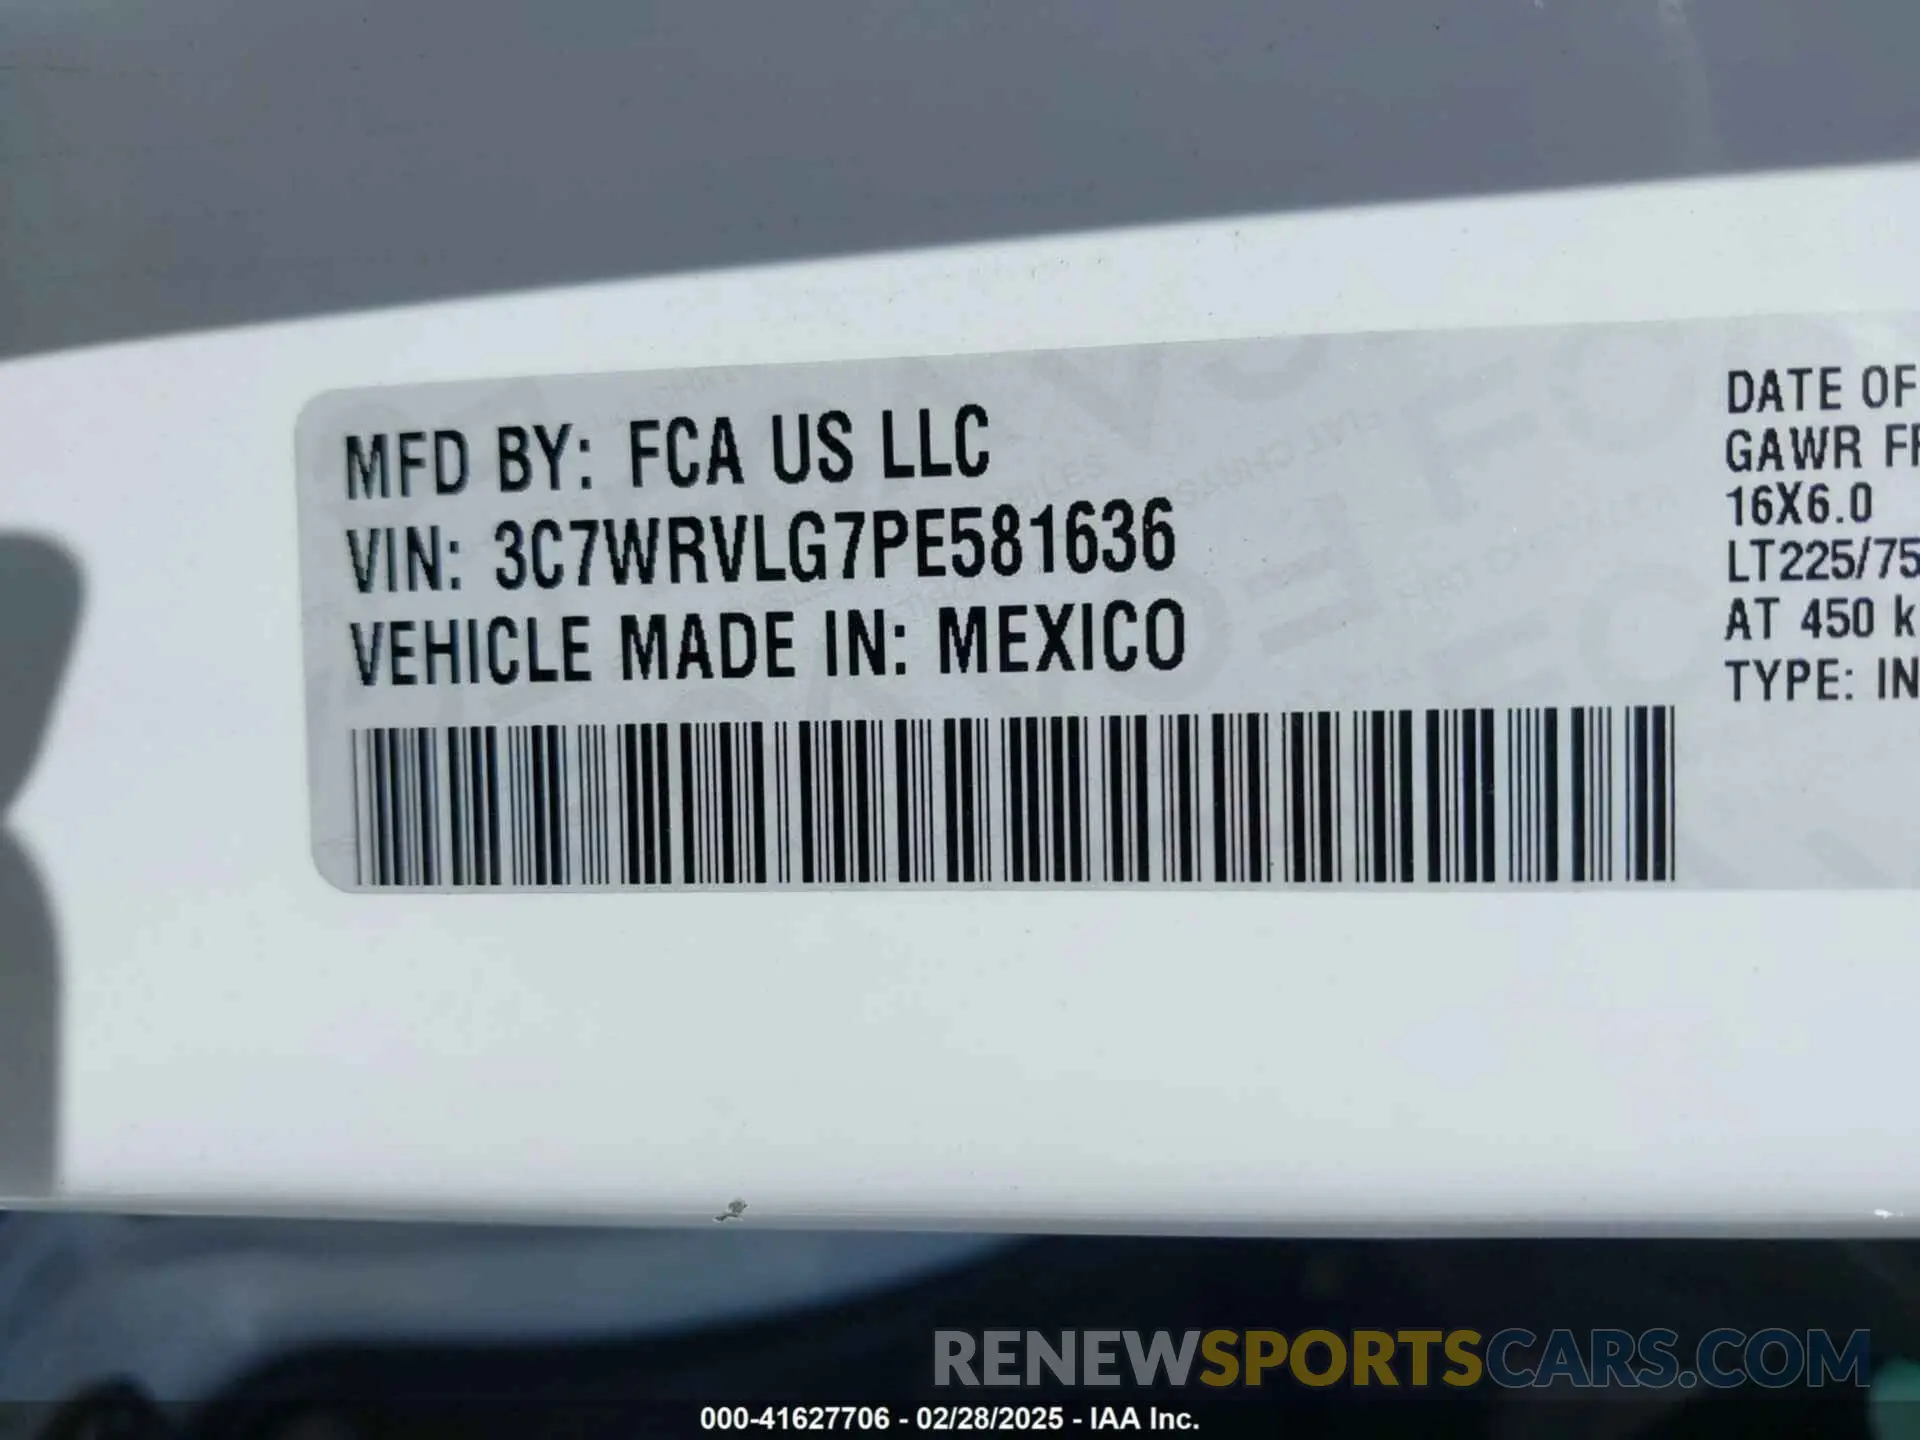 MFD BY: FCA US LLC
VIN: 3C7WRVLG7PE581636
VEHICLE MADE IN: MEXICO
DATE OF
GAWR
16X6.0
LT225/75
AT 450
TYPE: IN
RENEWSPORTSCARS.COM
000-41627706 - 02/28/2025 - IAA Inc.